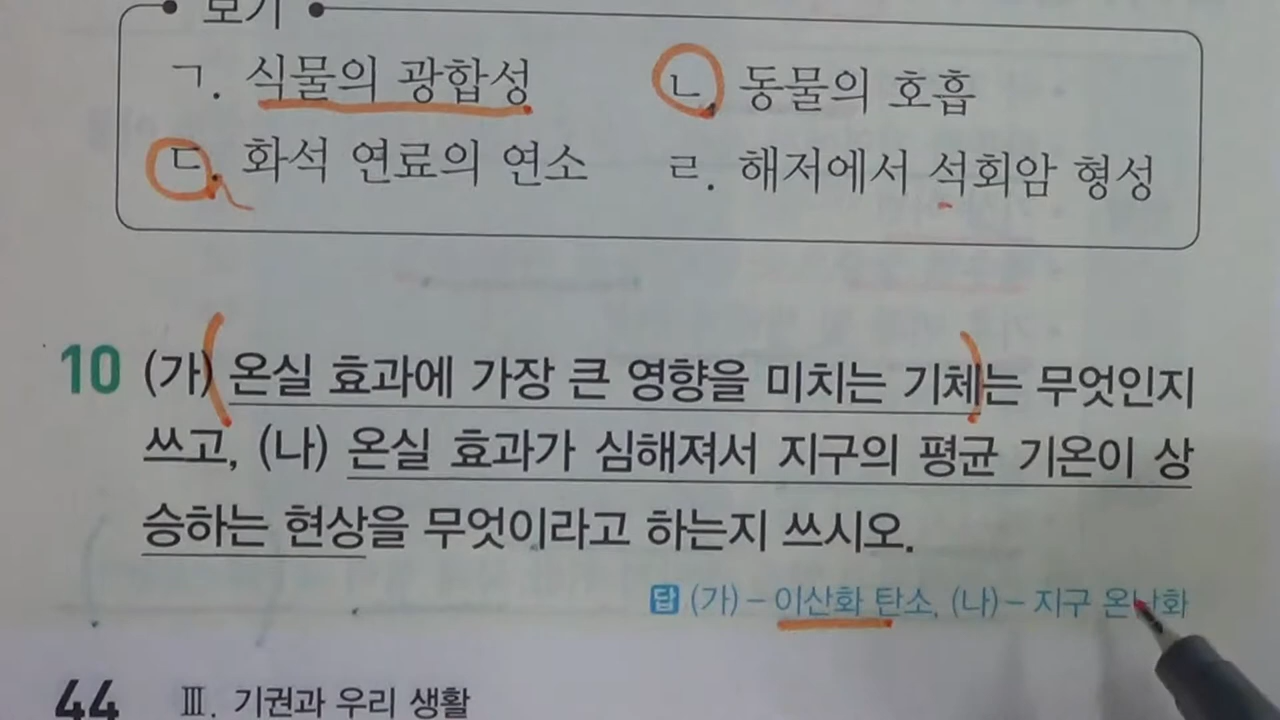 보기
ㄱ. 식물의 광합성 ㄴ. 동물의 호흡
ㄷ. 화석 연료의 연소 ㄹ. 해저에서 석회암 형성
10 (가) 온실 효과에 가장 큰 영향을 미치는 기체는 무엇인지
쓰고, (나) 온실 효과가 심해져서 지구의 평균 기온이 상
승하는 현상을 무엇이라고 하는지 쓰시오.
답 (가) – 이산화 탄소, (나) – 지구 온난화
44 Ⅲ. 기권과 우리 생활